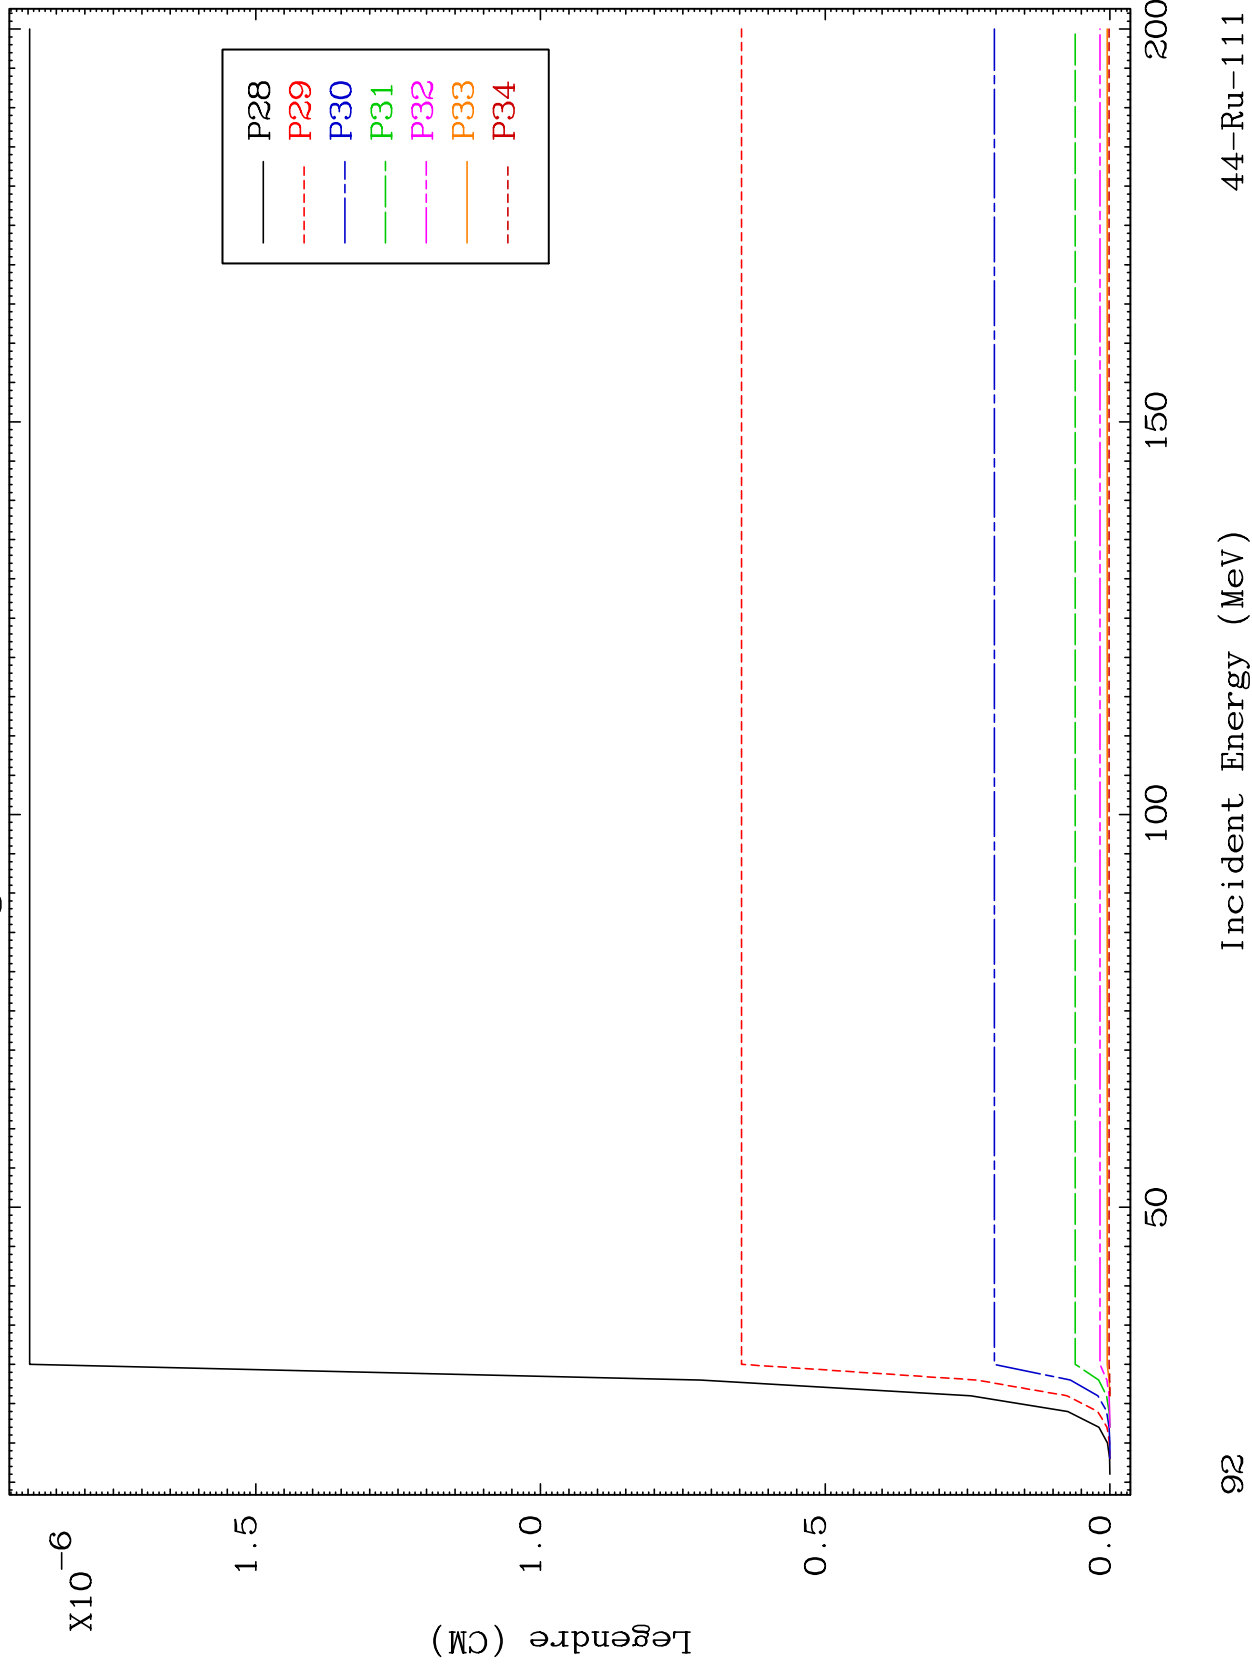 X10-6
1.5
1.0
0.5
0.0
Legendre (CM)
P28
P29
P30
P31
P32
P33
P34
50
100
150
200
Incident Energy (MeV)
92
44-Ru-111